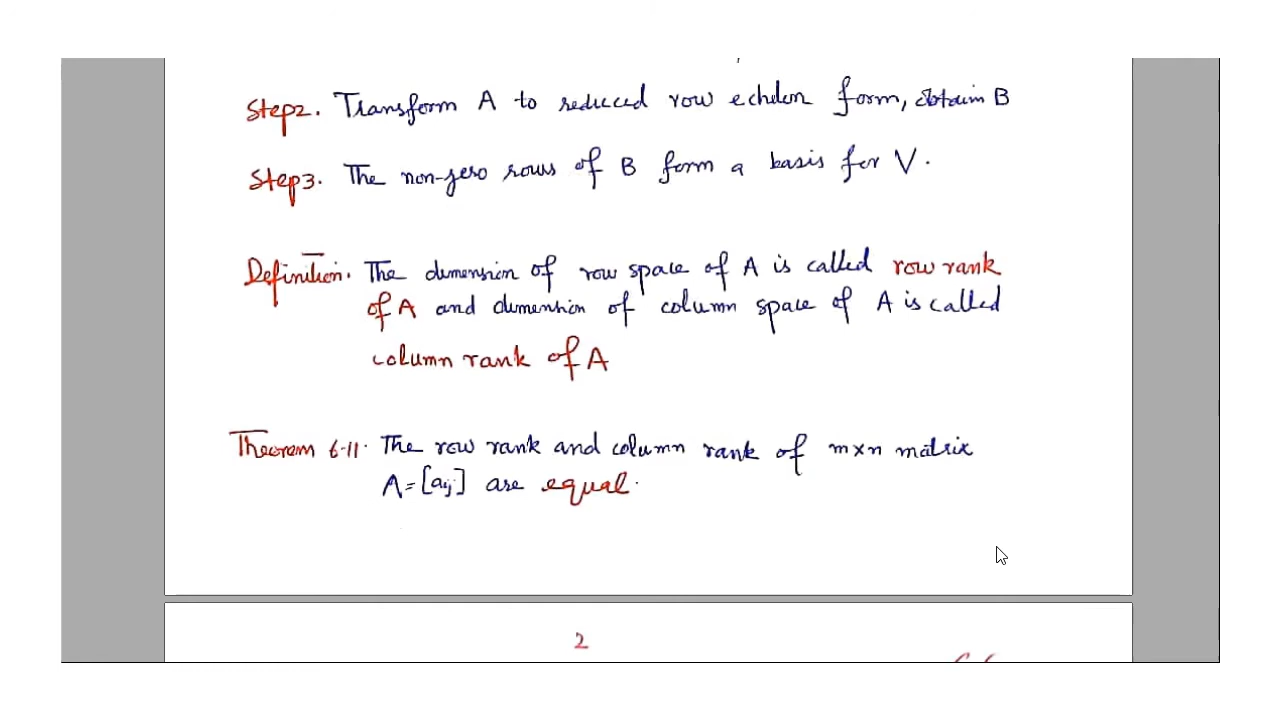 Step2. Transform A to reduced row echelon form, obtain B
Step3. The non-zero rows of B form a basis for V.
Definition. The dimension of row space of A is called row rank
of A and dimension of column space of A is called
column rank of A
Theorem 6.11. The row rank and column rank of m×n matrix
A=[aij] are equal.
2